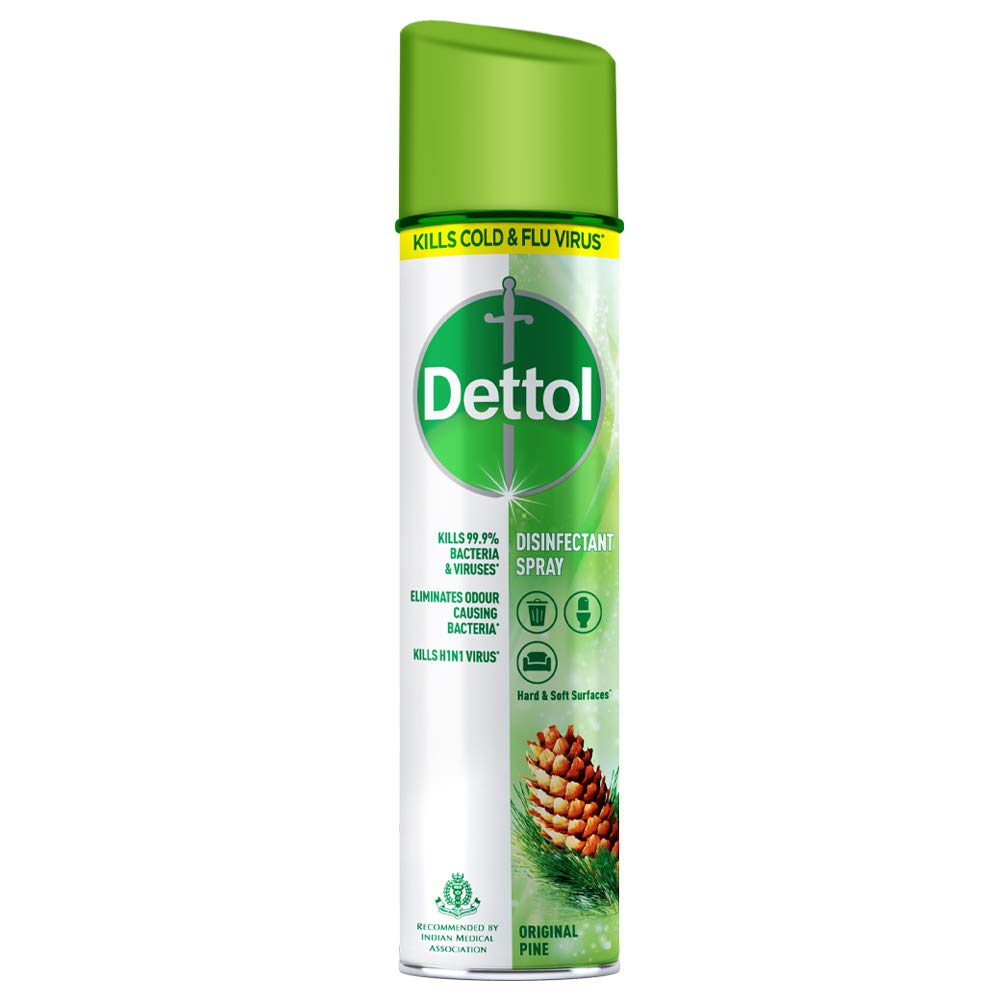 KILLS COLD & FLU VIRUS*
Dettol
KILLS 99.9%
BACTERIA
& VIRUSES*
ELIMINATES ODOUR
CAUSING
BACTERIA*
KILLS H1N1 VIRUS*
DISINFECTANT
SPRAY
Hard & Soft Surfaces*
RECOMMENDED BY
INDIAN MEDICAL
ASSOCIATION
ORIGINAL
PINE